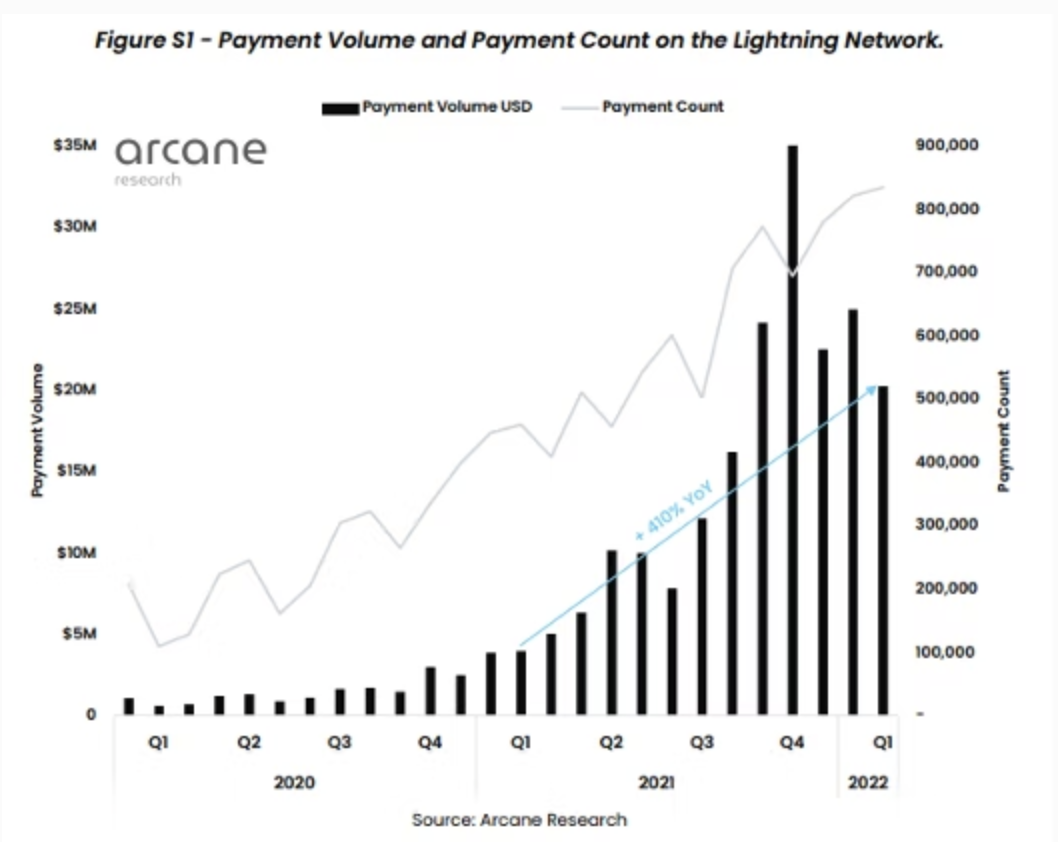 Figure S1 - Payment Volume and Payment Count on the Lightning Network.
Payment Volume USD
Payment Count
arcane
research
$35M
$30M
$25M
$20M
$15M
$10M
$5M
0
Payment Volume
900,000
800,000
700,000
600,000
500,000
400,000
300,000
200,000
100,000
-
Payment Count
+ 410% YoY
Q1 Q2 Q3 Q4 Q1 Q2 Q3 Q4 Q1
2020 2021 2022
Source: Arcane Research